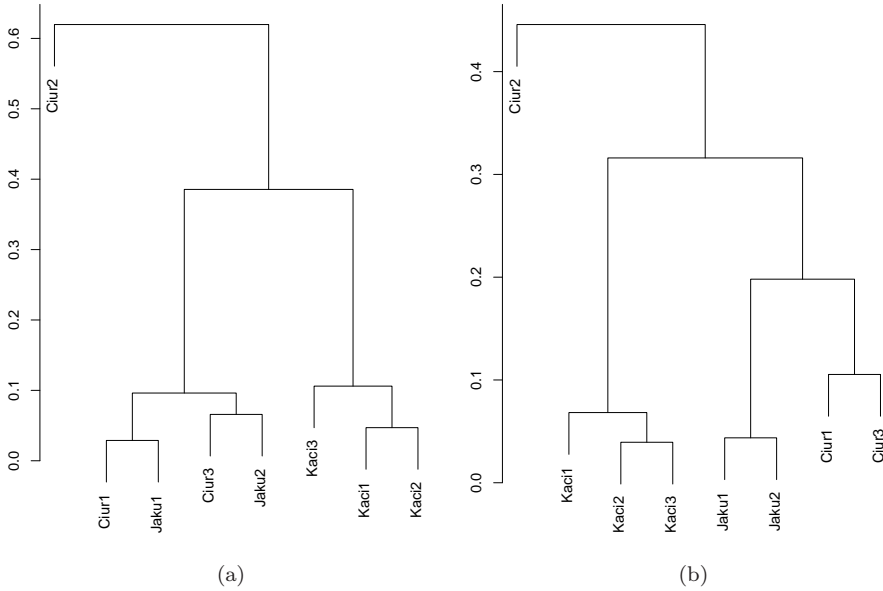 0.6
0.5
0.4
0.3
0.2
0.1
0.0
Ciur2
Ciur1
Jaku1
Ciur3
Jaku2
Kaci3
Kaci1
Kaci2
(a)
0.4
0.3
0.2
0.1
0.0
Ciur2
Kaci1
Kaci2
Kaci3
Jaku1
Jaku2
Ciur1
Ciur3
(b)